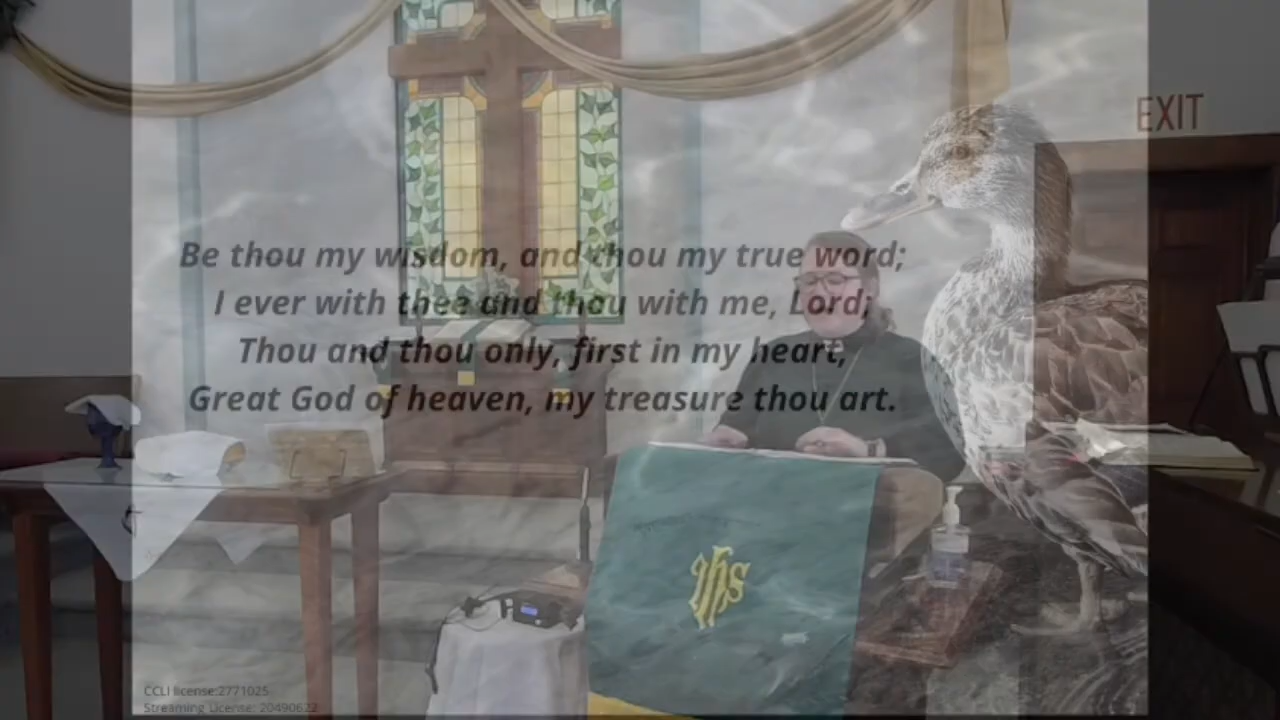 EXIT
Be thou my wisdom, and thou my true word;
I ever with thee and thou with me, Lord;
Thou and thou only, first in my heart,
Great God of heaven, my treasure thou art.
IHS
CCLI license:2771025
Streaming License: 20490622